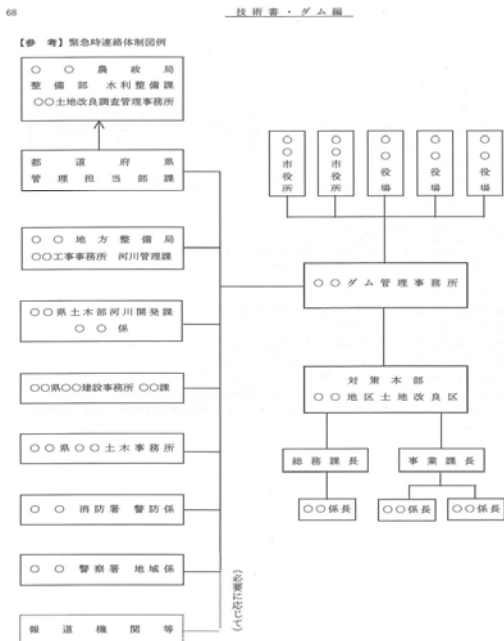 68
技術書・ダム編
【参 考】緊急時連絡体制図例
○ ○ 農 政 局
整備部 水利整備課
○○土地改良調査管理事務所
都 道 府 県
管 理 担 当 部 課
○ ○ 地 方 整 備 局
○○工事事務所 河川管理課
○○県土木部河川開発課
○ ○ 係
○○県○○建設事務所 ○○課
○○県○○土木事務所
○ ○ 消防署 警防係
○ ○ 警察署 地域係
報 道 機 関 等
(必要に応じて)
○○市役所
○○市役所
○○役場
○○役場
○○役場
○○ダム管理事務所
対 策 本 部
○○地区土地改良区
総 務 課 長
事 業 課 長
○○係長
○○係長
○○係長